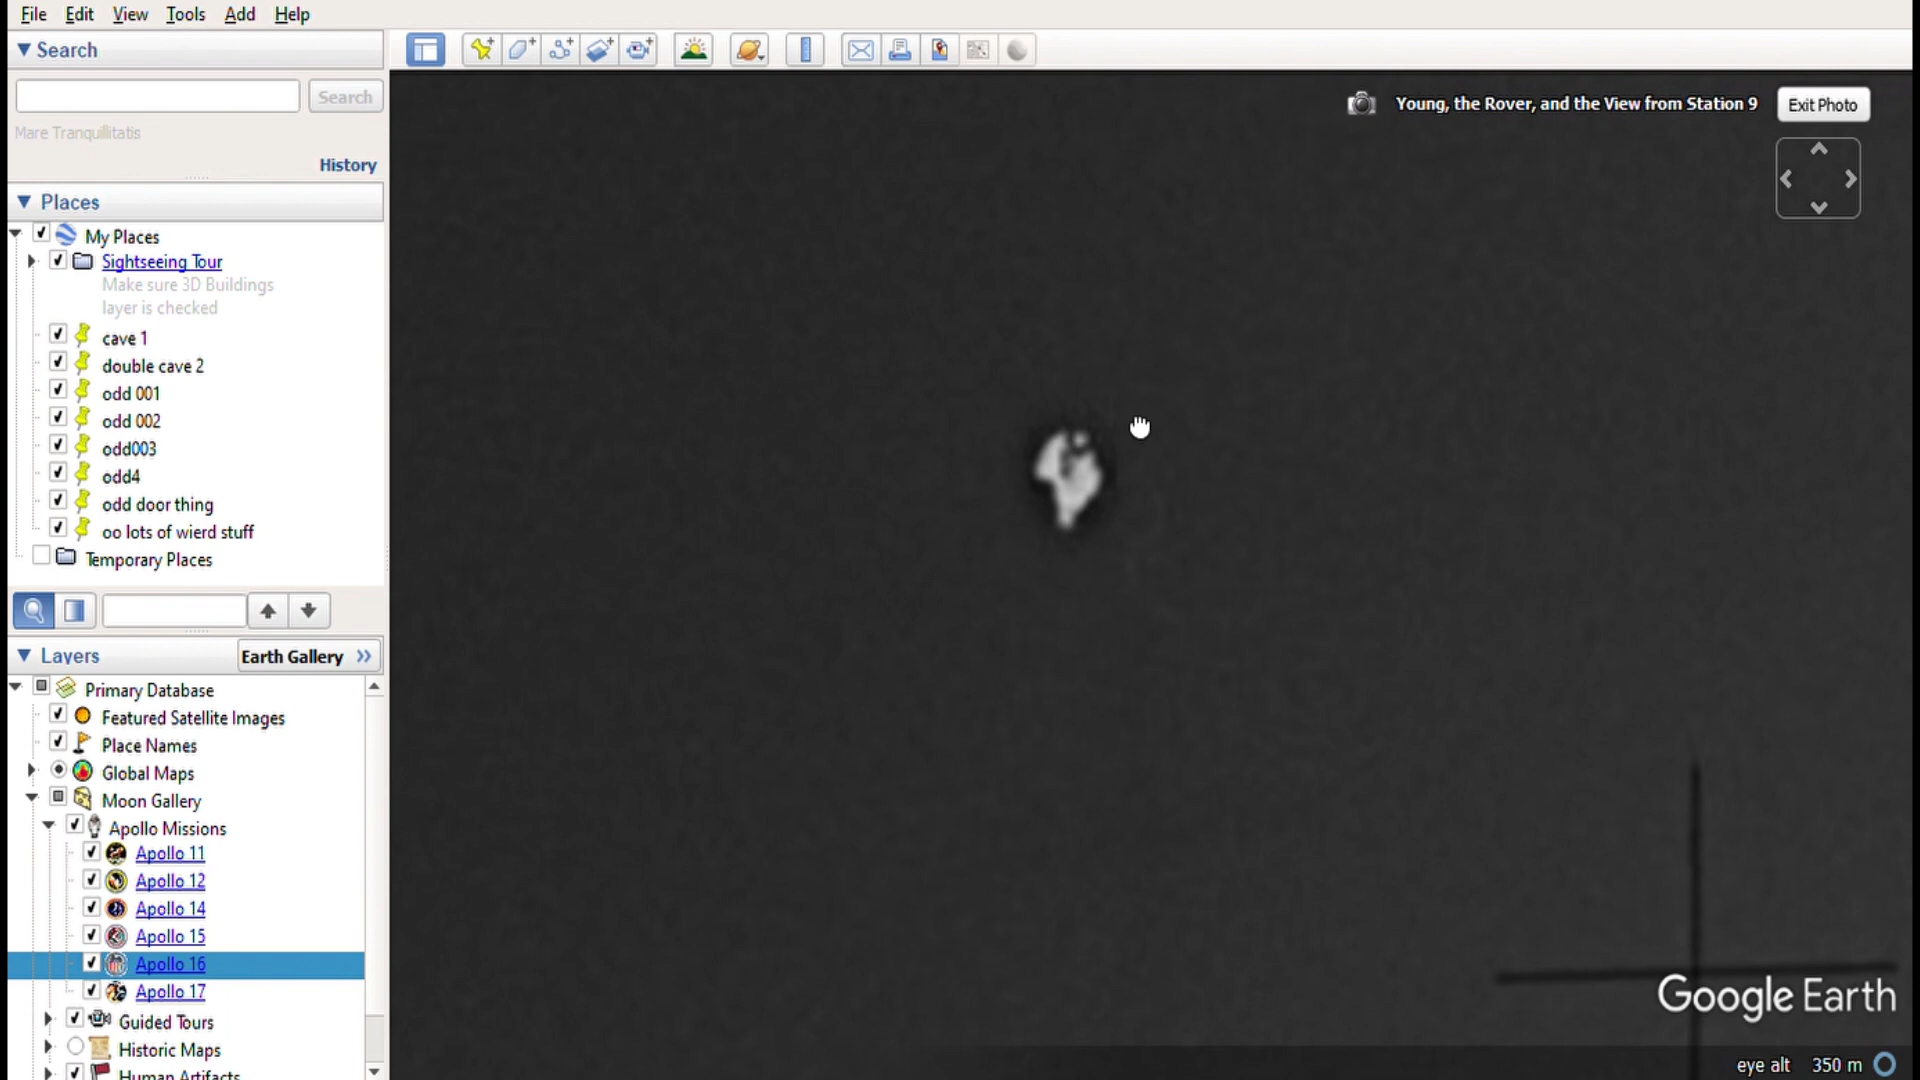 File Edit View Tools Add Help
Search
Search
Mare Tranquillitatis
History
Places
My Places
Sightseeing Tour
Make sure 3D Buildings
layer is checked
cave 1
double cave 2
odd 001
odd 002
odd003
odd4
odd door thing
oo lots of wierd stuff
Temporary Places
Layers
Earth Gallery »
Primary Database
Featured Satellite Images
Place Names
Global Maps
Moon Gallery
Apollo Missions
Apollo 11
Apollo 12
Apollo 14
Apollo 15
Apollo 16
Apollo 17
Guided Tours
Historic Maps
Human Artifacts
Young, the Rover, and the View from Station 9
Exit Photo
Google Earth
eye alt 350 m